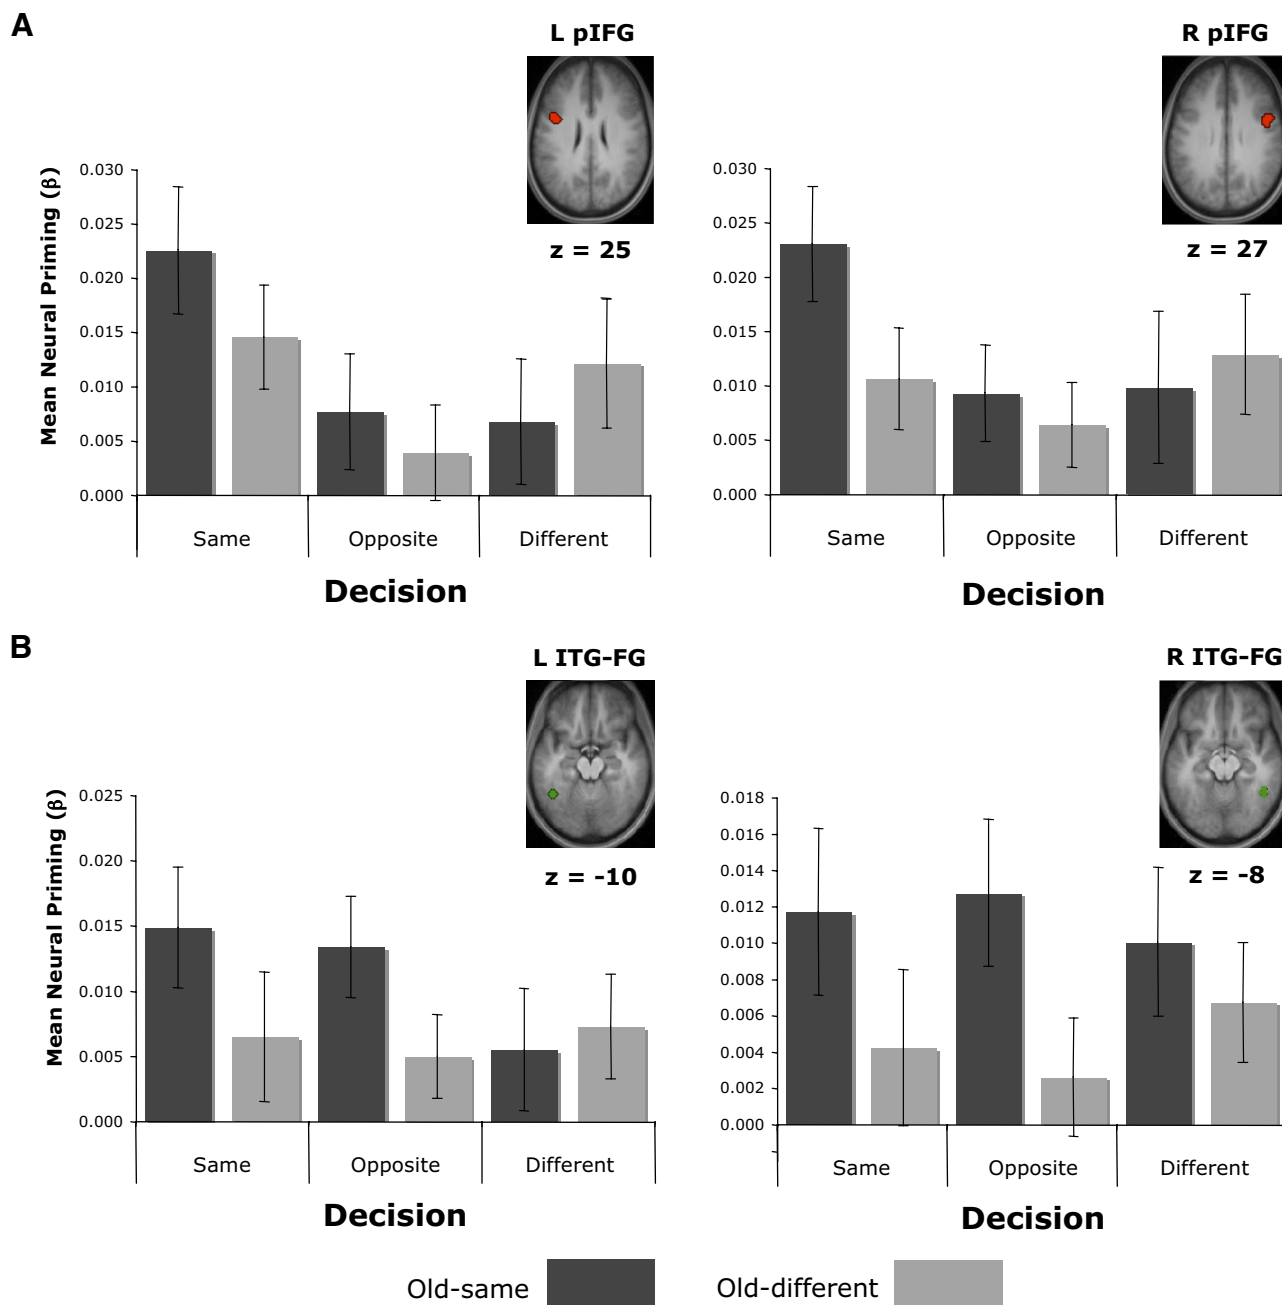 A
L pIFG
R pIFG
z = 25
z = 27
Mean Neural Priming (β)
0.030
0.025
0.020
0.015
0.010
0.005
0.000
Same Opposite Different
Decision
0.030
0.025
0.020
0.015
0.010
0.005
0.000
Same Opposite Different
Decision
B
L ITG-FG
R ITG-FG
z = -10
z = -8
Mean Neural Priming (β)
0.025
0.020
0.015
0.010
0.005
0.000
Same Opposite Different
Decision
0.018
0.016
0.014
0.012
0.010
0.008
0.006
0.004
0.002
0.000
Same Opposite Different
Decision
Old-same Old-different